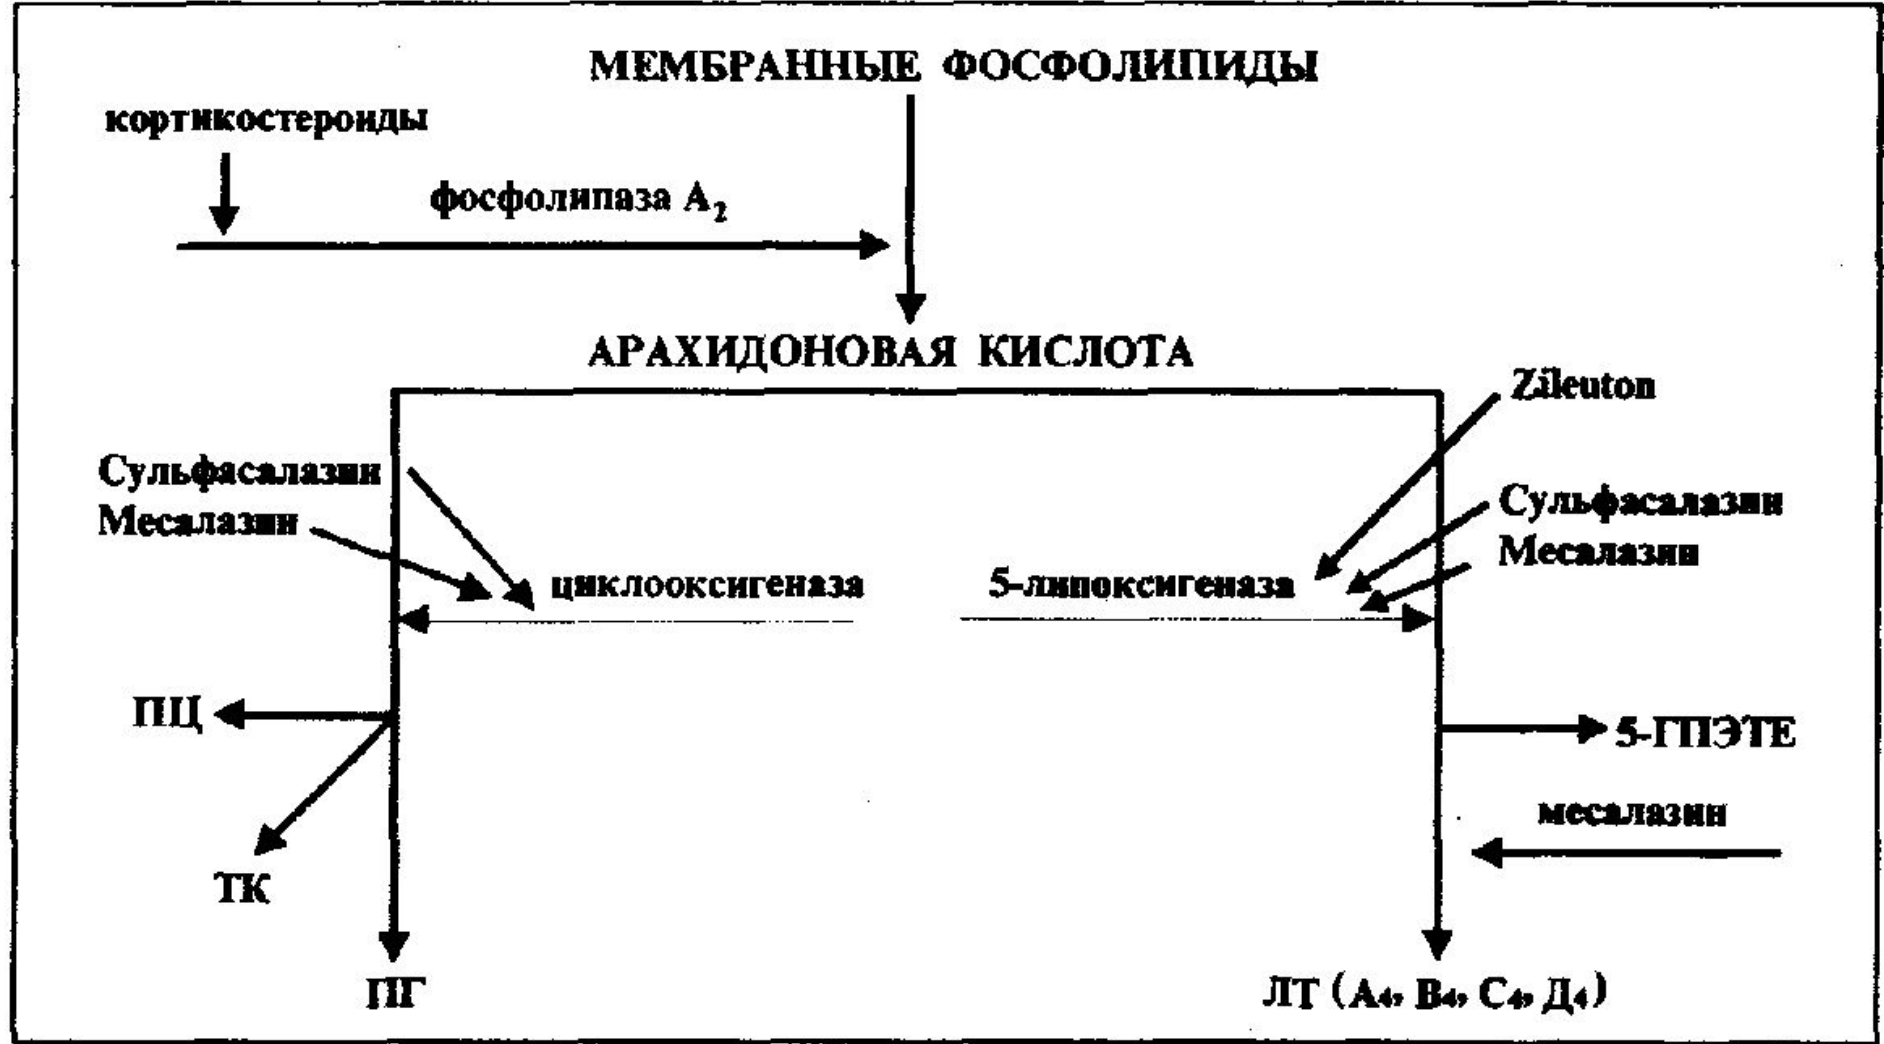 МЕМБРАННЫЕ ФОСФОЛИПИДЫ
кортикостероиды
фосфолипаза А₂
АРАХИДОНОВАЯ КИСЛОТА
Zileuton
Сульфасалазин
Месалазин
Сульфасалазин
Месалазин
циклооксигеназа
5-липоксигеназа
ПЦ
5-ГПЭТЕ
месалазин
ТК
ПГ
ЛТ (А₄, В₄, С₄, Д₄)